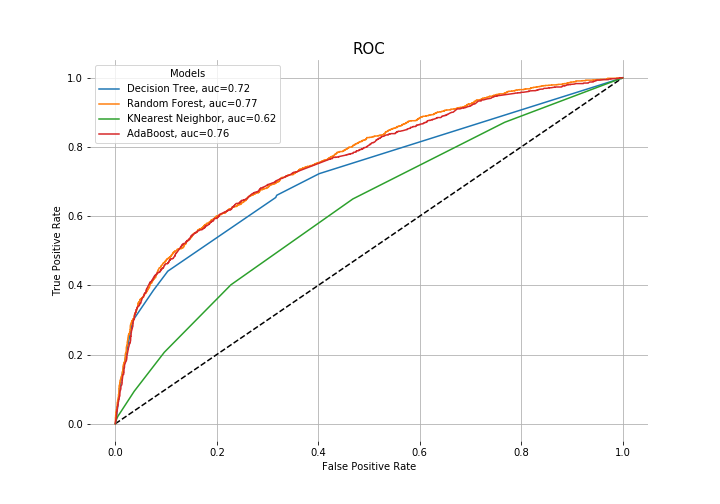 ROC
Models
Decision Tree, auc=0.72
Random Forest, auc=0.77
KNearest Neighbor, auc=0.62
AdaBoost, auc=0.76
True Positive Rate
1.0
0.8
0.6
0.4
0.2
0.0
0.0 0.2 0.4 0.6 0.8 1.0
False Positive Rate